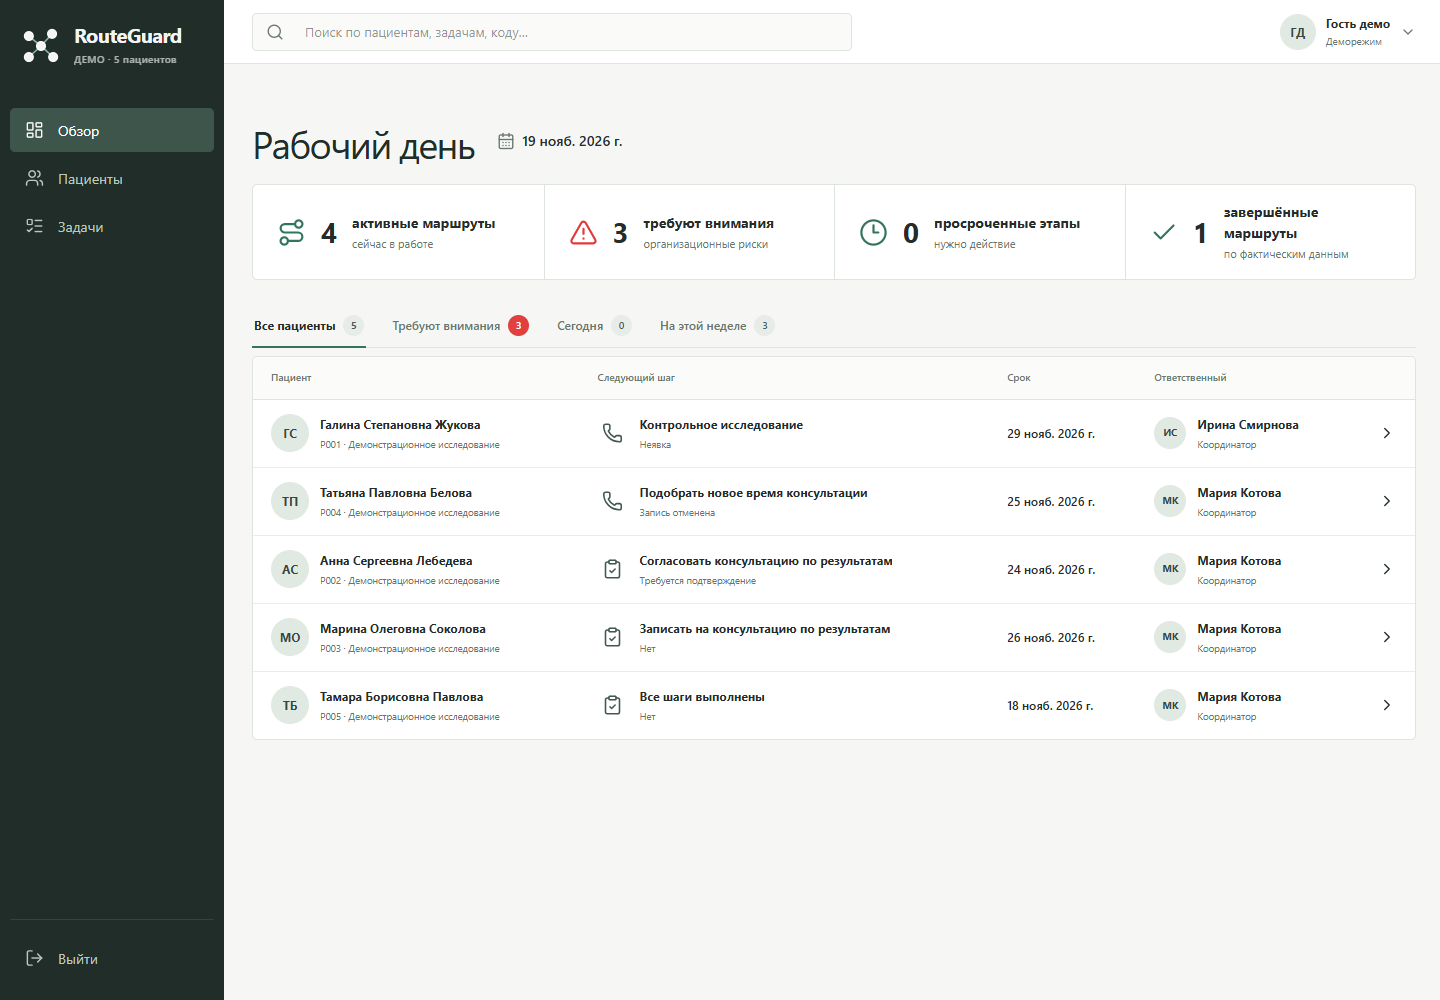 RouteGuard
ДЕМО · 5 пациентов
Обзор
Пациенты
Задачи
Выйти
Поиск по пациентам, задачам, коду...
ГД
Гость демо
Деморежим
Рабочий день
19 нояб. 2026 г.
4
активные маршруты
сейчас в работе
3
требуют внимания
организационные риски
0
просроченные этапы
нужно действие
1
завершённые
маршруты
по фактическим данным
Все пациенты 5
Требуют внимания 3
Сегодня 0
На этой неделе 3
Пациент Следующий шаг Срок Ответственный
ГС
Галина Степановна Жукова
P001 · Демонстрационное исследование
Контрольное исследование
Неявка
29 нояб. 2026 г.
ИС
Ирина Смирнова
Координатор
ТП
Татьяна Павловна Белова
P004 · Демонстрационное исследование
Подобрать новое время консультации
Запись отменена
25 нояб. 2026 г.
МК
Мария Котова
Координатор
АС
Анна Сергеевна Лебедева
P002 · Демонстрационное исследование
Согласовать консультацию по результатам
Требуется подтверждение
24 нояб. 2026 г.
МК
Мария Котова
Координатор
МО
Марина Олеговна Соколова
P003 · Демонстрационное исследование
Записать на консультацию по результатам
Нет
26 нояб. 2026 г.
МК
Мария Котова
Координатор
ТБ
Тамара Борисовна Павлова
P005 · Демонстрационное исследование
Все шаги выполнены
Нет
18 нояб. 2026 г.
МК
Мария Котова
Координатор